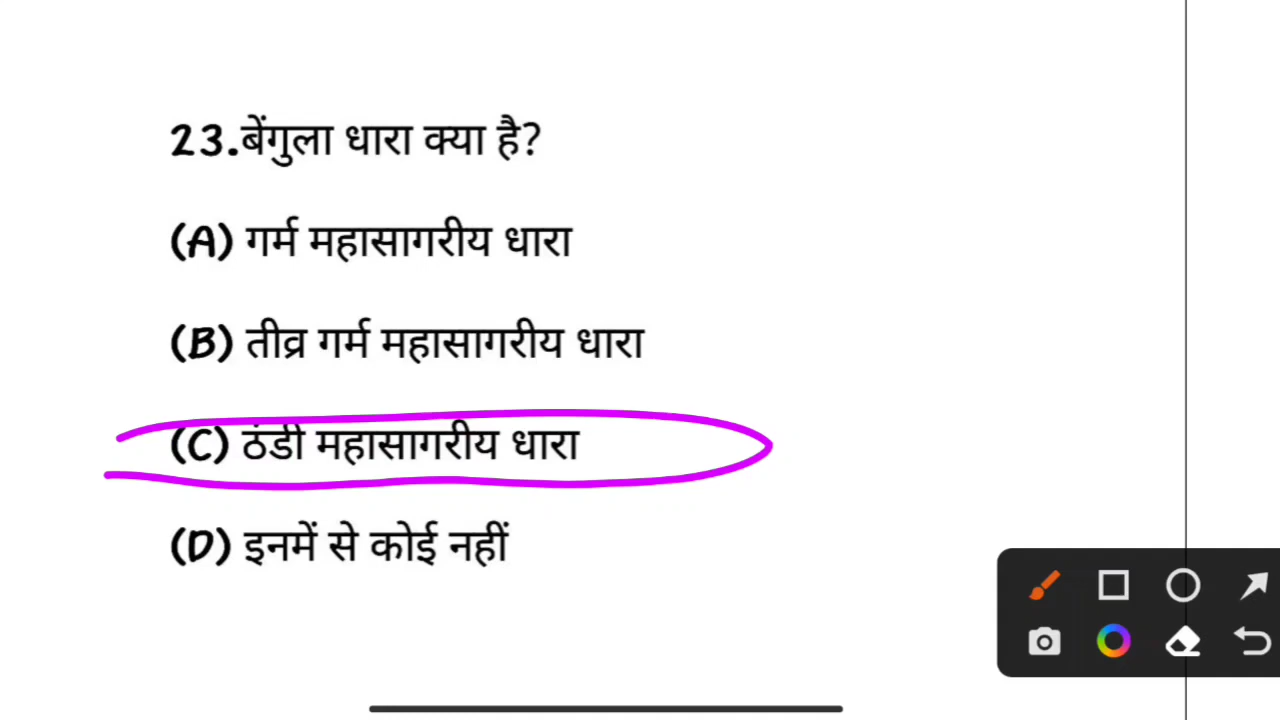 23.बेंगुला धारा क्या है?
(A) गर्म महासागरीय धारा
(B) तीव्र गर्म महासागरीय धारा
(C) ठंडी महासागरीय धारा
(D) इनमें से कोई नहीं